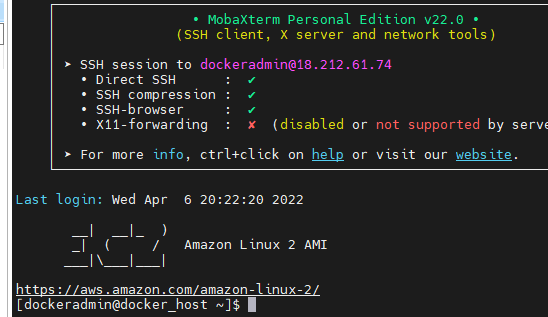 • MobaXterm Personal Edition v22.0 •
(SSH client, X server and network tools)
➤ SSH session to dockeradmin@18.212.61.74
• Direct SSH : ✔
• SSH compression : ✔
• SSH-browser : ✔
• X11-forwarding : ✘ (disabled or not supported by serve
➤ For more info, ctrl+click on help or visit our website.
Last login: Wed Apr 6 20:22:20 2022
__| __|_ )
_| ( / Amazon Linux 2 AMI
___|\___|___|
https://aws.amazon.com/amazon-linux-2/
[dockeradmin@docker_host ~]$